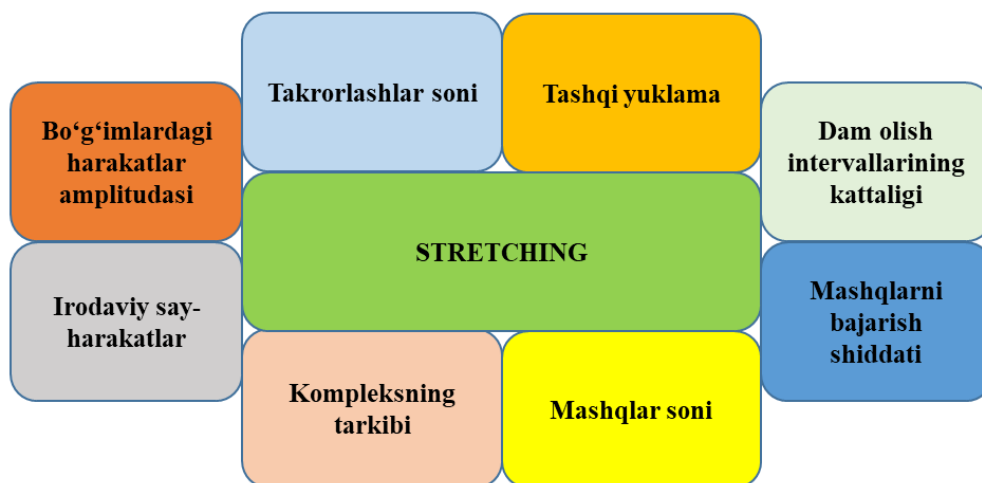 Takrorlashlar soni
Tashqi yuklama
Bo‘g‘imlardagi
harakatlar
amplitudasi
Dam olish
intervallarining
kattaligi
STRETCHING
Irodaviy say-
harakatlar
Mashqlarni
bajarish
shiddati
Kompleksning
tarkibi
Mashqlar soni